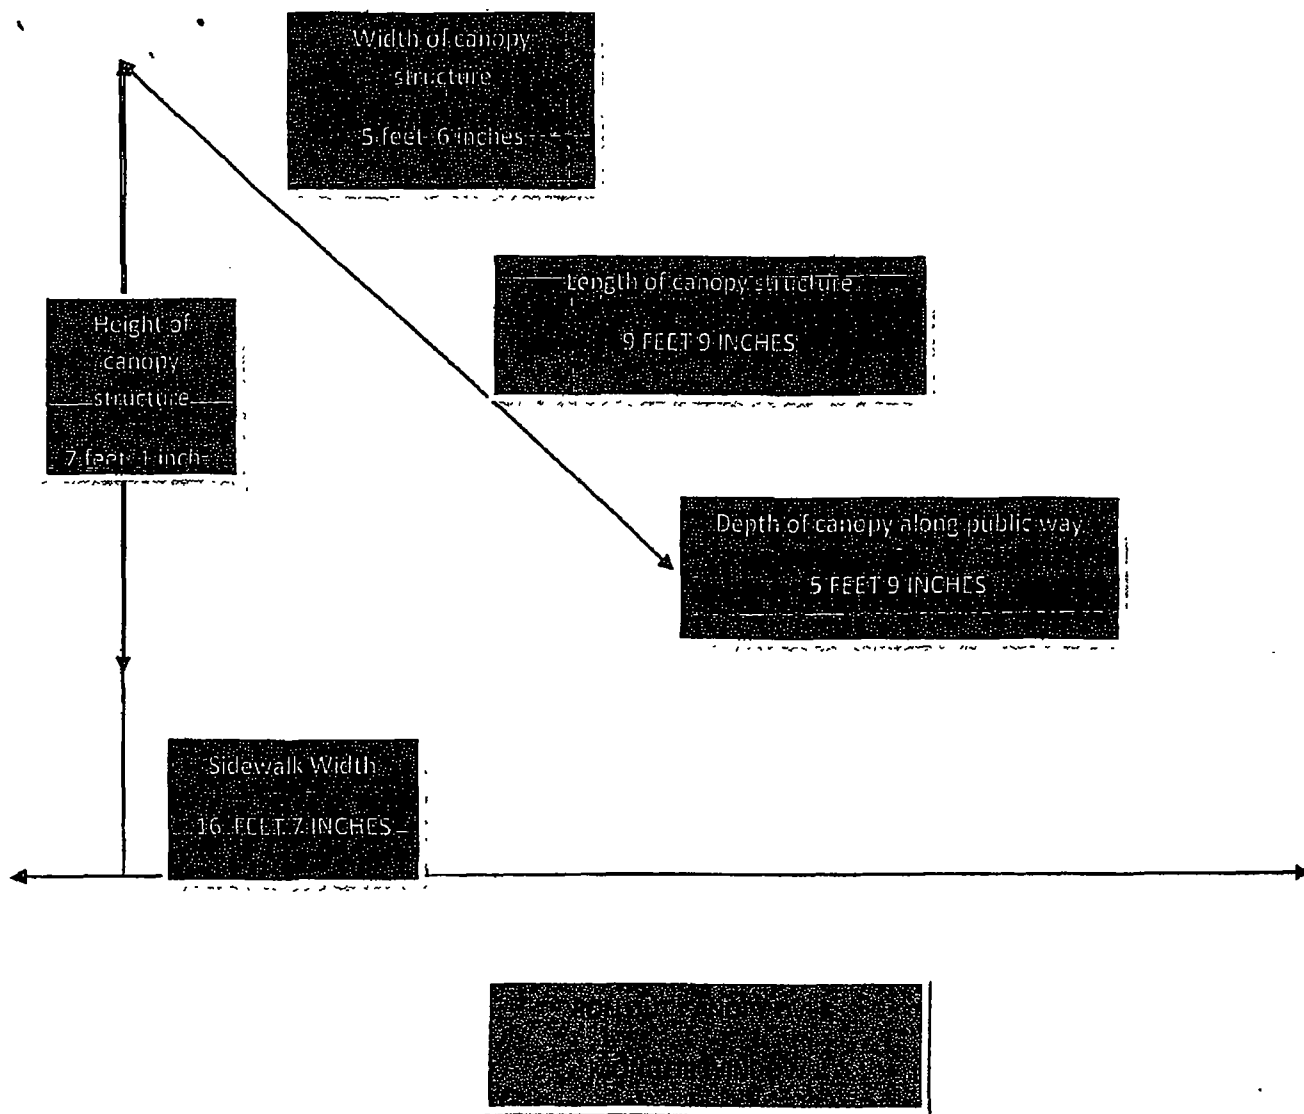 Width of canopy
structure
5 feet 6 inches
Length of canopy structure
9 FEET 9 INCHES
Height of
canopy
structure
7 feet 1 inch
Depth of canopy along public way
5 FEET 9 INCHES
Sidewalk Width
16 FEET 7 INCHES